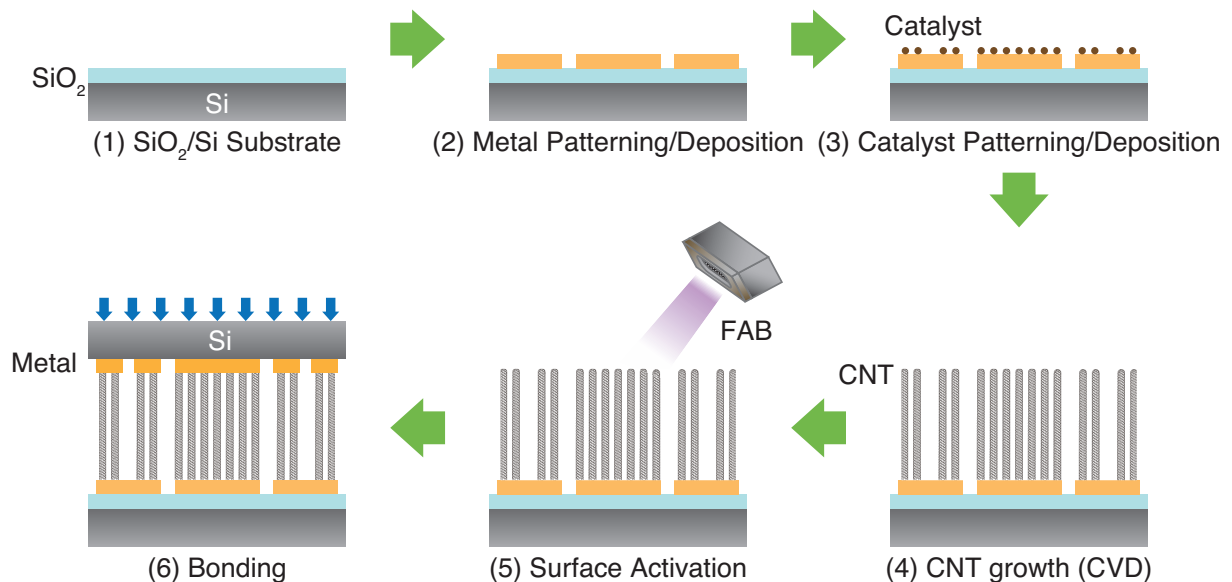 Catalyst
SiO₂
Si
(1) SiO₂/Si Substrate
(2) Metal Patterning/Deposition
(3) Catalyst Patterning/Deposition
Si
FAB
Metal
CNT
(6) Bonding
(5) Surface Activation
(4) CNT growth (CVD)